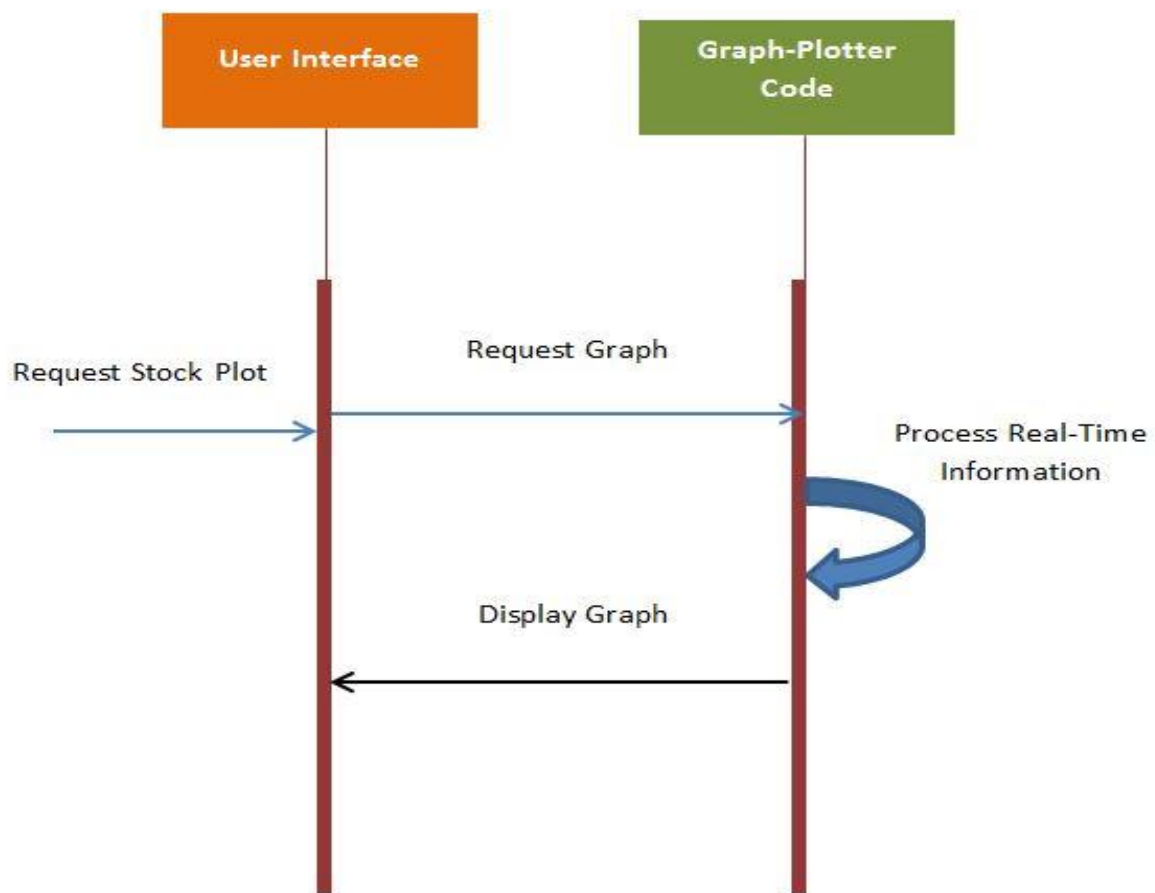 User Interface
Graph-Plotter
Code
Request Graph
Request Stock Plot
Process Real-Time
Information
Display Graph